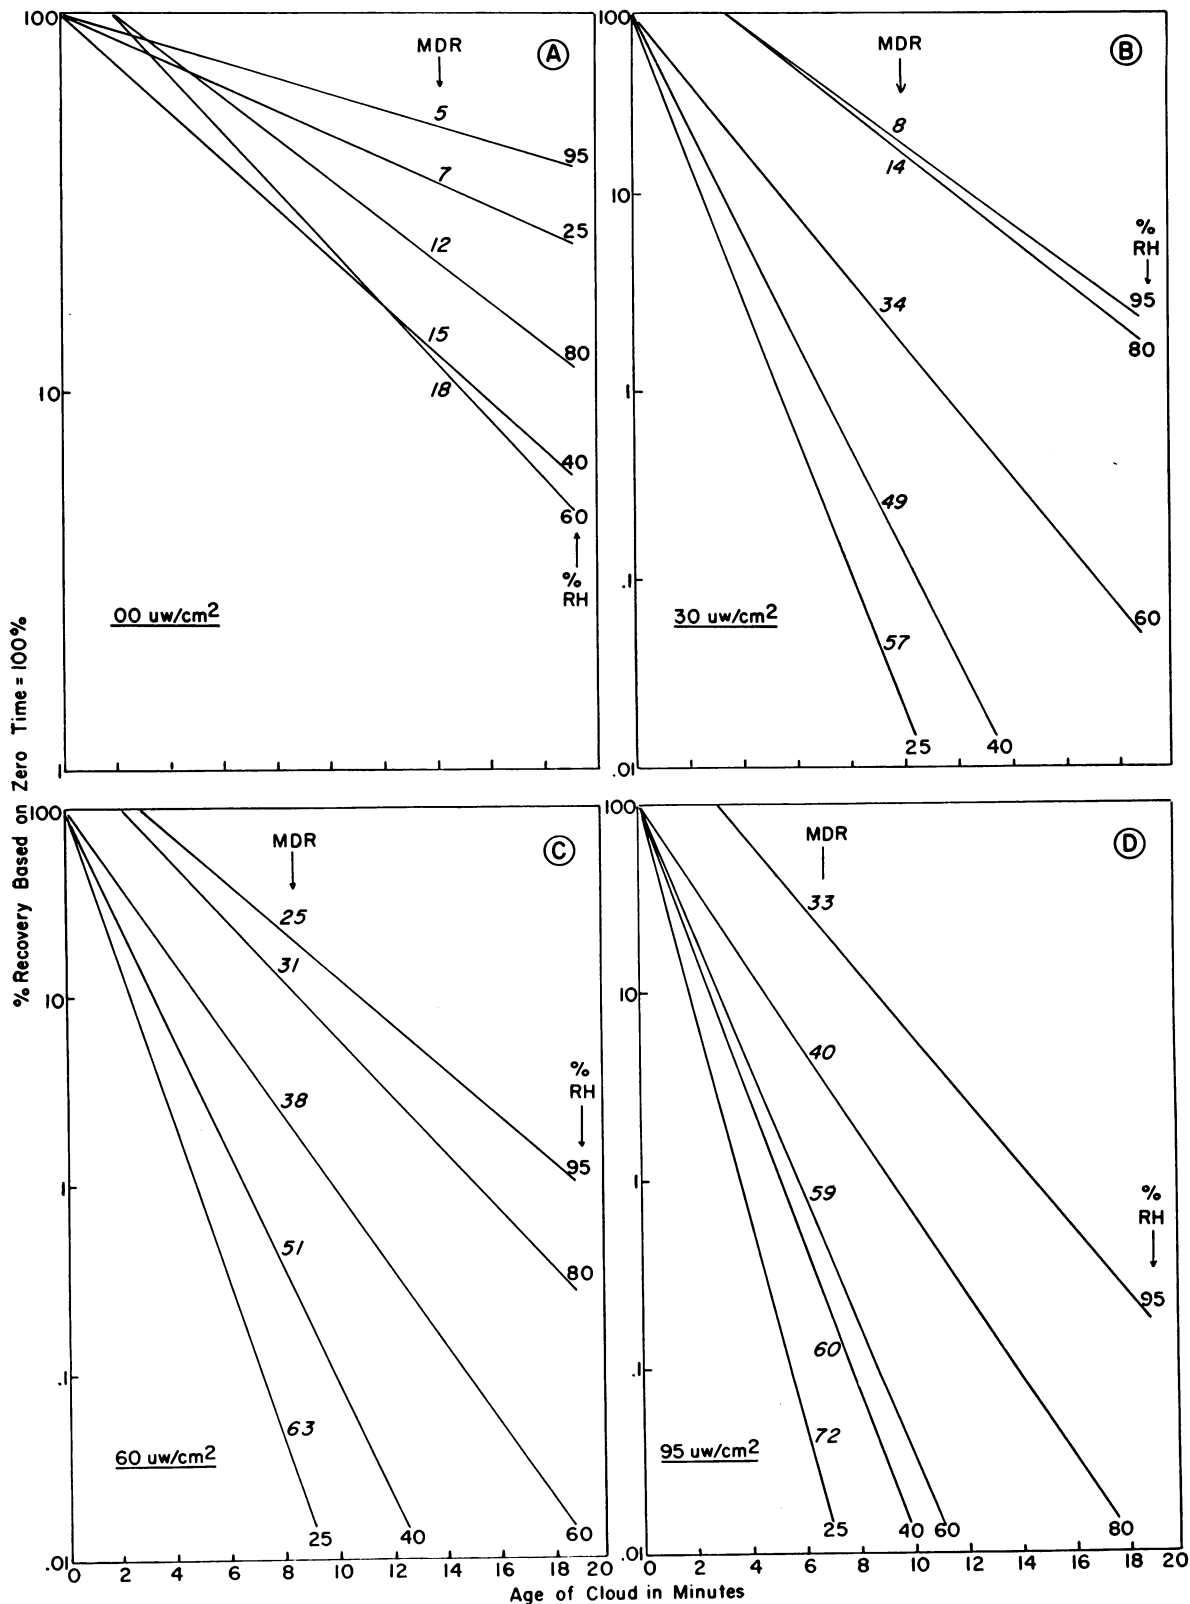 % Recovery Based on Zero Time = 100%
100
10
1
MDR
A
5
7
12
15
18
95
25
80
40
60
% RH
00 uw/cm2
100
10
1
.1
.01
MDR
B
8
14
34
49
57
% RH
95
80
60
25
40
30 uw/cm2
100
10
1
.1
.01
MDR
C
25
31
38
51
63
% RH
95
80
25
40
60
60 uw/cm2
0 2 4 6 8 10 12 14 16 18 20
100
10
1
.1
.01
MDR
D
33
40
59
60
72
% RH
95
25
40
60
80
95 uw/cm2
0 2 4 6 8 10 12 14 16 18 20
Age of Cloud in Minutes